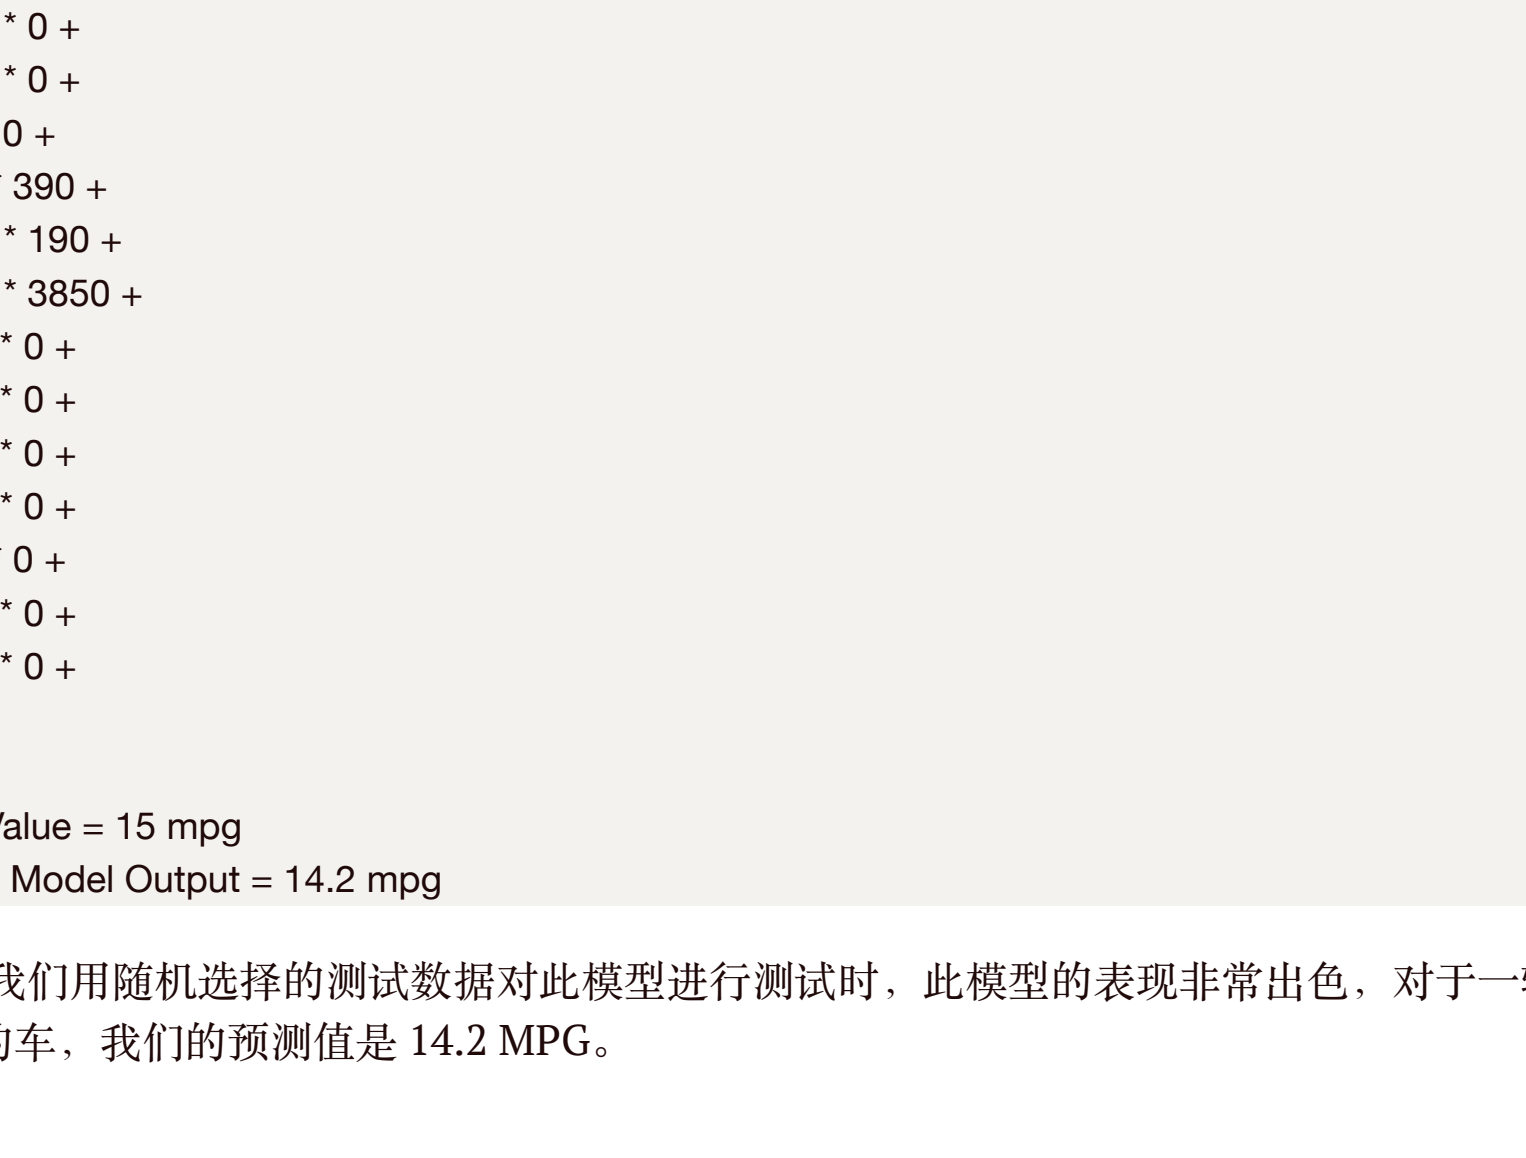 * 0 +
* 0 +
0 +
390 +
* 190 +
* 3850 +
* 0 +
* 0 +
* 0 +
* 0 +
0 +
* 0 +
* 0 +
Value = 15 mpg
Model Output = 14.2 mpg
我们用随机选择的测试数据对此模型进行测试时，此模型的表现非常出色，对于一
的车，我们的预测值是 14.2 MPG。